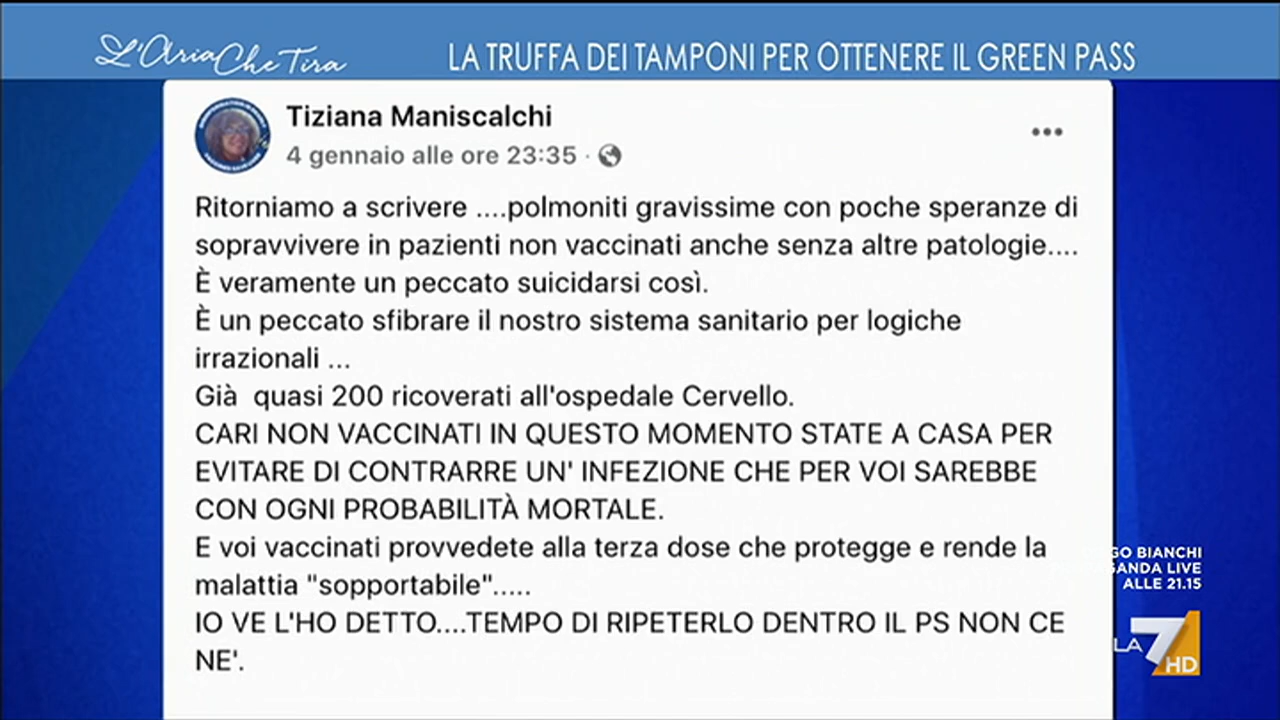 L'Aria Che Tira
LA TRUFFA DEI TAMPONI PER OTTENERE IL GREEN PASS
Tiziana Maniscalchi
4 gennaio alle ore 23:35 ·
Ritorniamo a scrivere ....polmoniti gravissime con poche speranze di
sopravvivere in pazienti non vaccinati anche senza altre patologie....
È veramente un peccato suicidarsi così.
È un peccato sfibrare il nostro sistema sanitario per logiche
irrazionali ...
Già quasi 200 ricoverati all'ospedale Cervello.
CARI NON VACCINATI IN QUESTO MOMENTO STATE A CASA PER
EVITARE DI CONTRARRE UN' INFEZIONE CHE PER VOI SAREBBE
CON OGNI PROBABILITÀ MORTALE.
E voi vaccinati provvedete alla terza dose che protegge e rende la
malattia "sopportabile".....
IO VE L'HO DETTO....TEMPO DI RIPETERLO DENTRO IL PS NON CE
NE'.
GO BIANCHI
GANDA LIVE
ALLE 21.15
LA7 HD